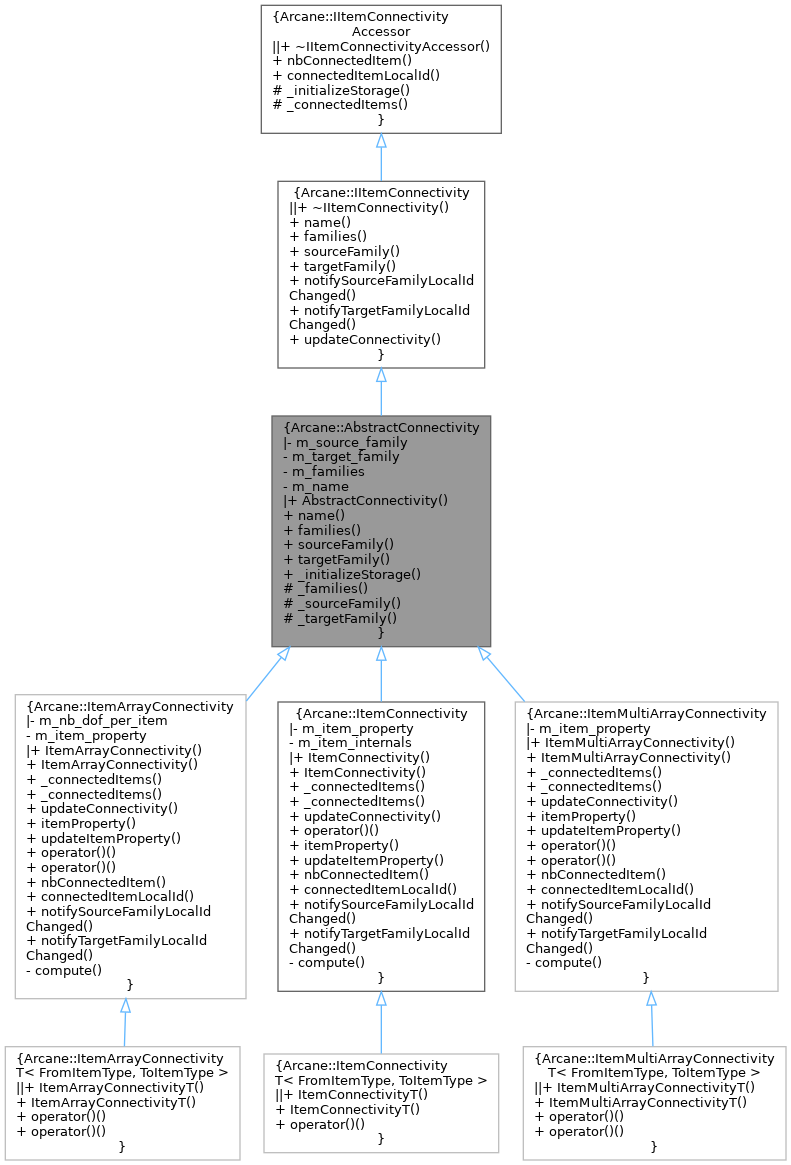 {Arcane::IItemConnectivity
Accessor
||+ ~IItemConnectivityAccessor()
+ nbConnectedItem()
+ connectedItemLocalId()
# _initializeStorage()
# _connectedItems()
}
{Arcane::IItemConnectivity
||+ ~IItemConnectivity()
+ name()
+ families()
+ sourceFamily()
+ targetFamily()
+ notifySourceFamilyLocalId
Changed()
+ notifyTargetFamilyLocalId
Changed()
+ updateConnectivity()
}
{Arcane::AbstractConnectivity
|- m_source_family
- m_target_family
- m_families
- m_name
|+ AbstractConnectivity()
+ name()
+ families()
+ sourceFamily()
+ targetFamily()
+ _initializeStorage()
# _families()
# _sourceFamily()
# _targetFamily()
}
{Arcane::ItemArrayConnectivity
|- m_nb_dof_per_item
- m_item_property
|+ ItemArrayConnectivity()
+ ItemArrayConnectivity()
+ _connectedItems()
+ _connectedItems()
+ updateConnectivity()
+ itemProperty()
+ updateItemProperty()
+ operator()()
+ operator()()
+ nbConnectedItem()
+ connectedItemLocalId()
+ notifySourceFamilyLocalId
Changed()
+ notifyTargetFamilyLocalId
Changed()
- compute()
}
{Arcane::ItemConnectivity
|- m_item_property
- m_item_internals
|+ ItemConnectivity()
+ ItemConnectivity()
+ _connectedItems()
+ _connectedItems()
+ updateConnectivity()
+ operator()()
+ itemProperty()
+ updateItemProperty()
+ nbConnectedItem()
+ connectedItemLocalId()
+ notifySourceFamilyLocalId
Changed()
+ notifyTargetFamilyLocalId
Changed()
- compute()
}
{Arcane::ItemMultiArrayConnectivity
|- m_item_property
|+ ItemMultiArrayConnectivity()
+ ItemMultiArrayConnectivity()
+ _connectedItems()
+ _connectedItems()
+ updateConnectivity()
+ itemProperty()
+ updateItemProperty()
+ operator()()
+ operator()()
+ nbConnectedItem()
+ connectedItemLocalId()
+ notifySourceFamilyLocalId
Changed()
+ notifyTargetFamilyLocalId
Changed()
- compute()
}
{Arcane::ItemArrayConnectivity
T< FromItemType, ToItemType >
||+ ItemArrayConnectivityT()
+ ItemArrayConnectivityT()
+ operator()()
+ operator()()
}
{Arcane::ItemConnectivity
T< FromItemType, ToItemType >
||+ ItemConnectivityT()
+ ItemConnectivityT()
+ operator()()
}
{Arcane::ItemMultiArrayConnectivity
T< FromItemType, ToItemType >
||+ ItemMultiArrayConnectivityT()
+ ItemMultiArrayConnectivityT()
+ operator()()
+ operator()()
}